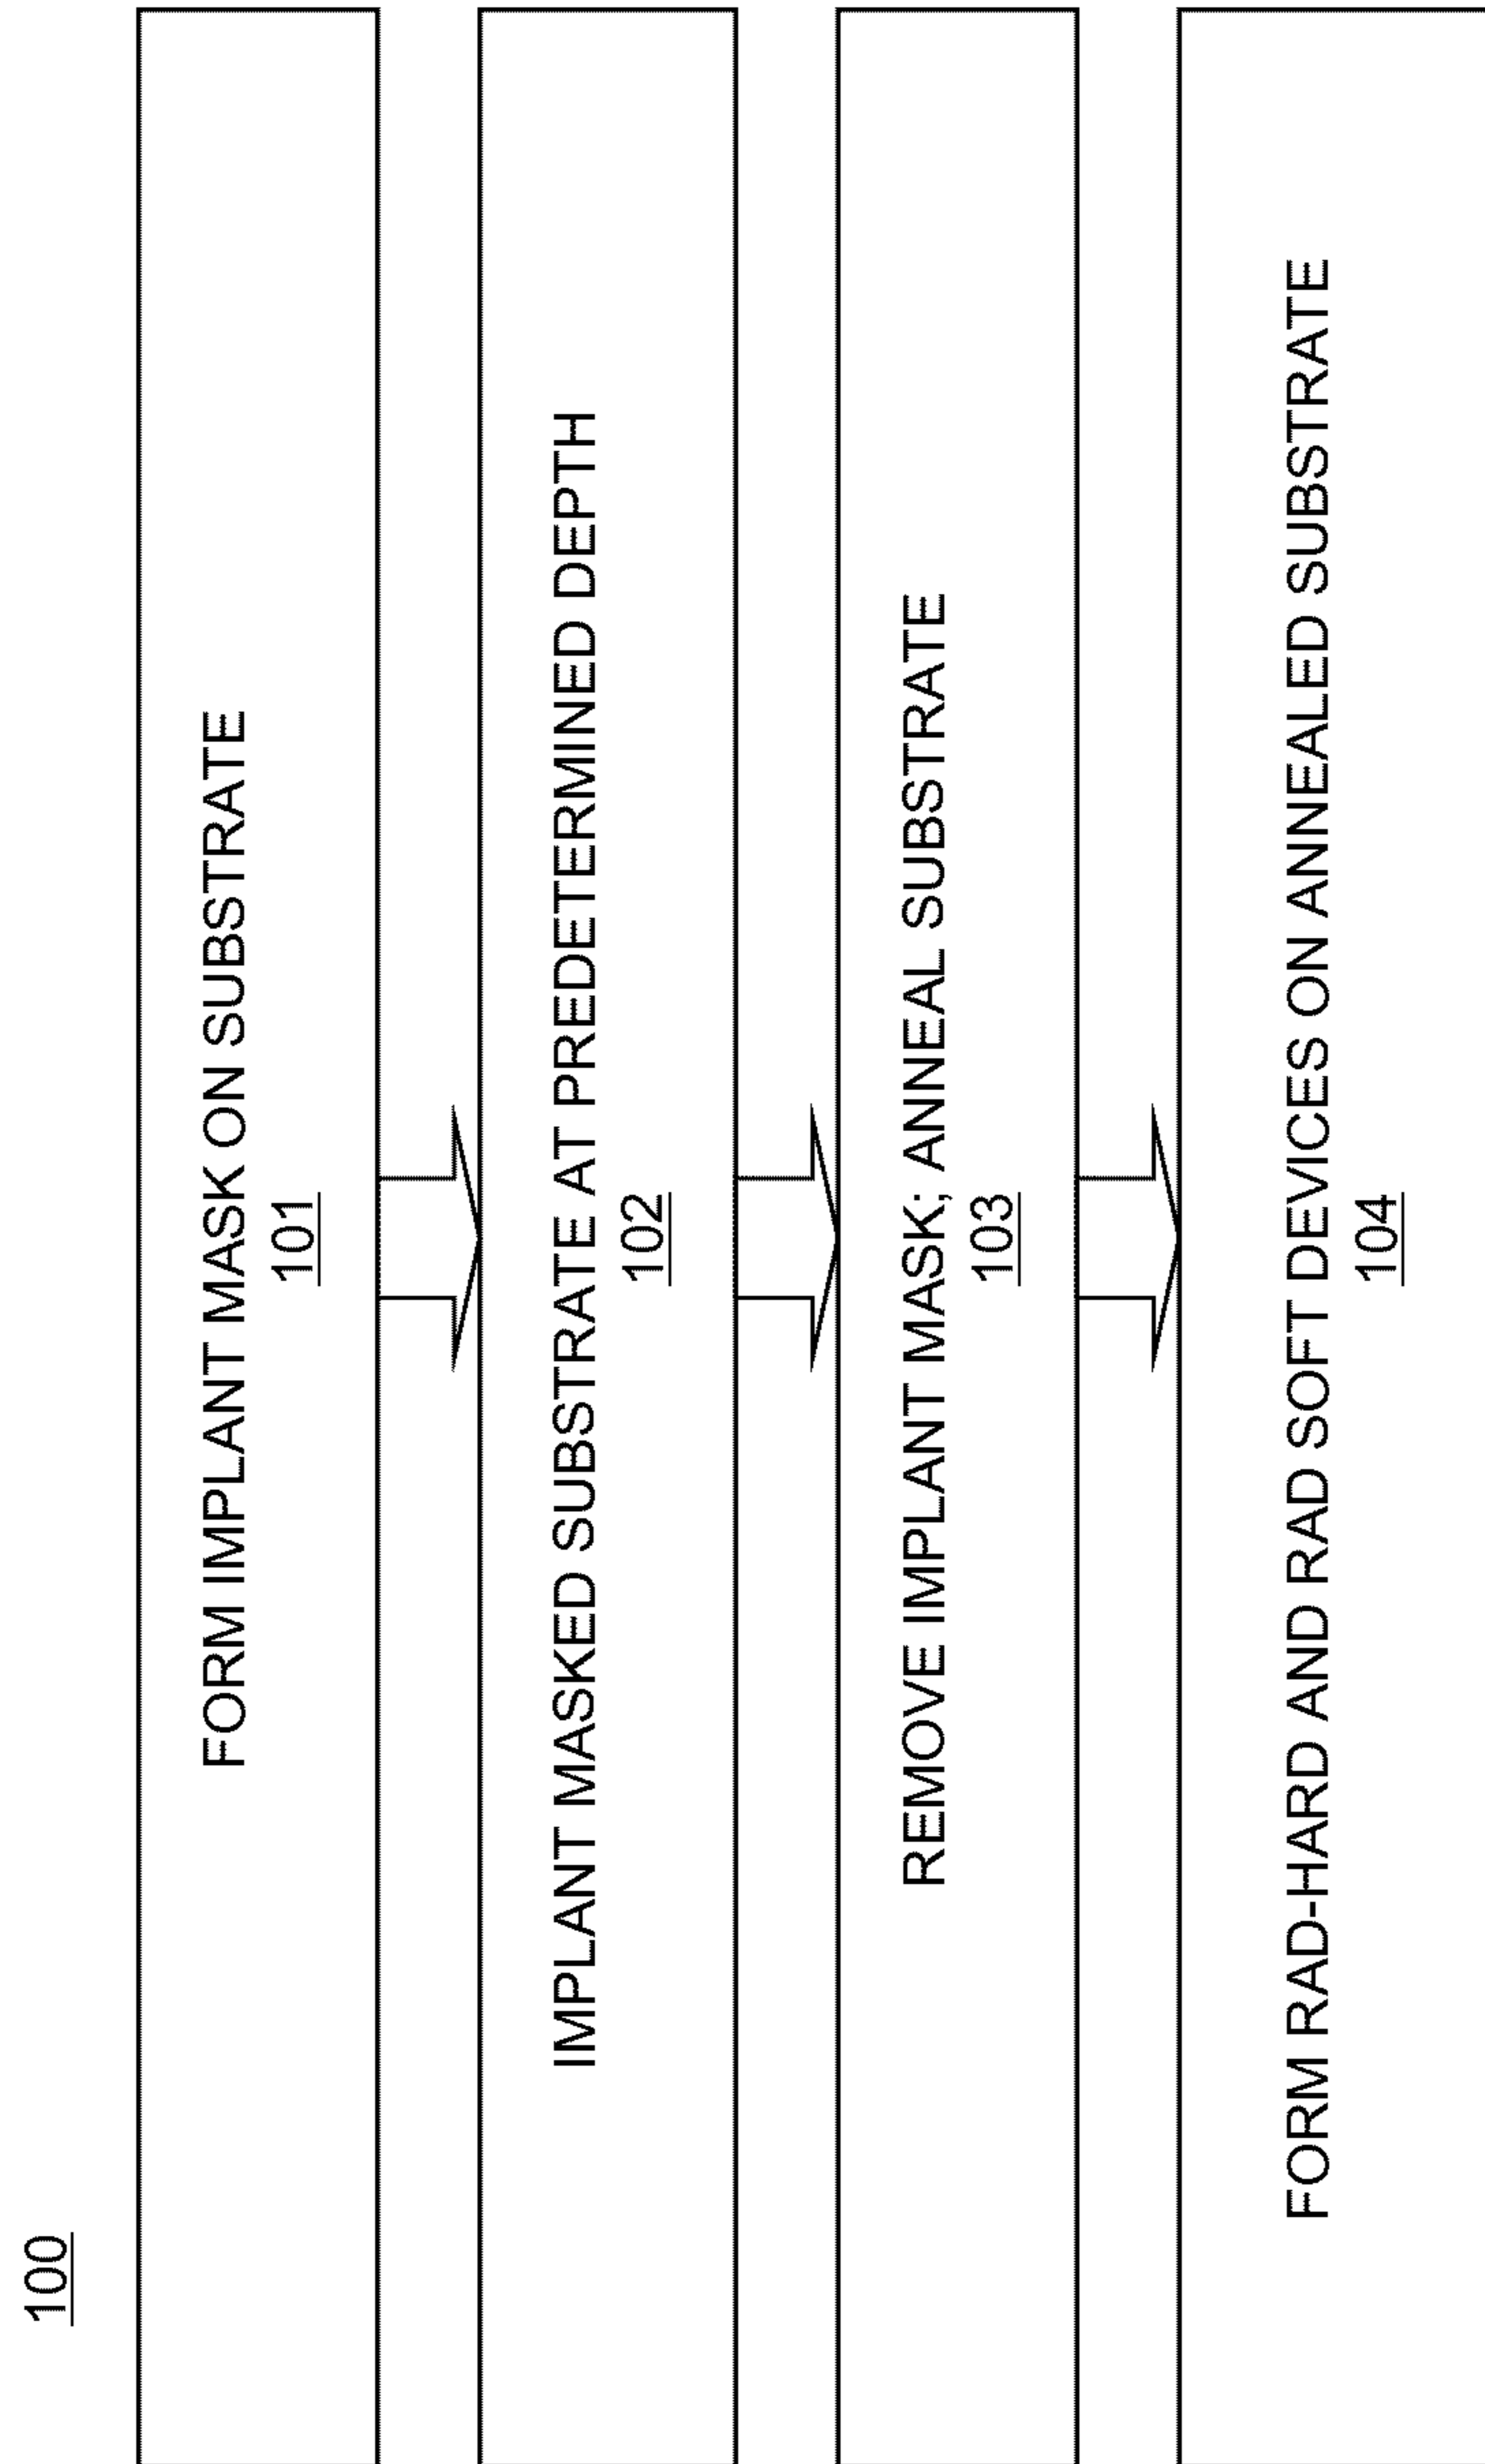 100
FORM IMPLANT MASK ON SUBSTRATE
101
IMPLANT MASKED SUBSTRATE AT PREDETERMINED DEPTH
102
REMOVE IMPLANT MASK; ANNEAL SUBSTRATE
103
FORM RAD-HARD AND RAD SOFT DEVICES ON ANNEALED SUBSTRATE
104